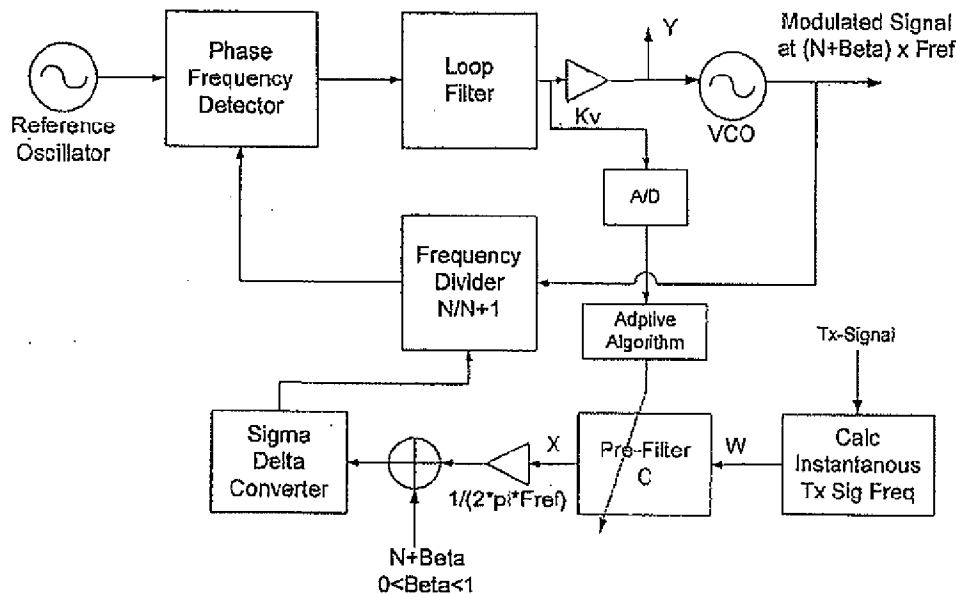 Reference
Oscillator
Phase
Frequency
Detector
Loop
Filter
Kv
Y
VCO
Modulated Signal
at (N+Beta) x Fref
A/D
Frequency
Divider
N/N+1
Adptive
Algorithm
Tx-Signal
Sigma
Delta
Converter
1/(2*pi*Fref)
X
Pre-Filter
C
W
Calc
Instantanous
Tx Sig Freq
N+Beta
0<Beta<1